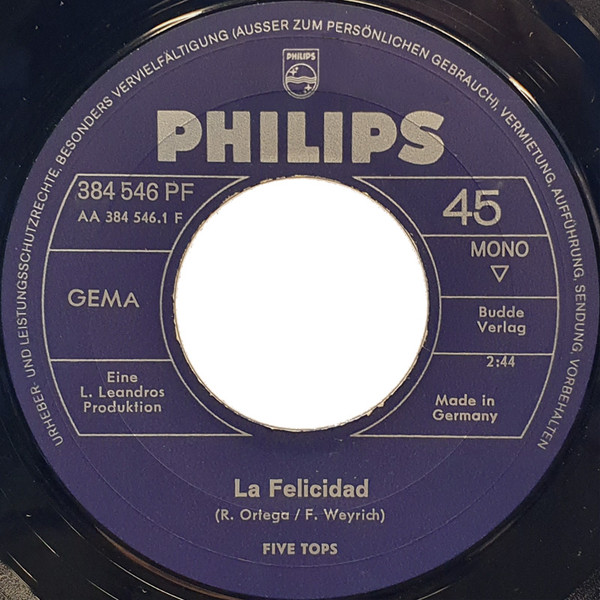 URHEBER- UND LEISTUNGSSCHUTZRECHTE, BESONDERS VERVIELFÄLTIGUNG (AUSSER ZUM PERSÖNLICHEN GEBRAUCH), VERMIETUNG, AUFFÜHRUNG, SENDUNG, VORBEHALTEN
PHILIPS
PHILIPS
384 546 PF
AA 384 546.1 F
GEMA
Eine
L. Leandros
Produktion
45
MONO
▽
Budde
Verlag
2:44
Made in
Germany
La Felicidad
(R. Ortega / F. Weyrich)
FIVE TOPS